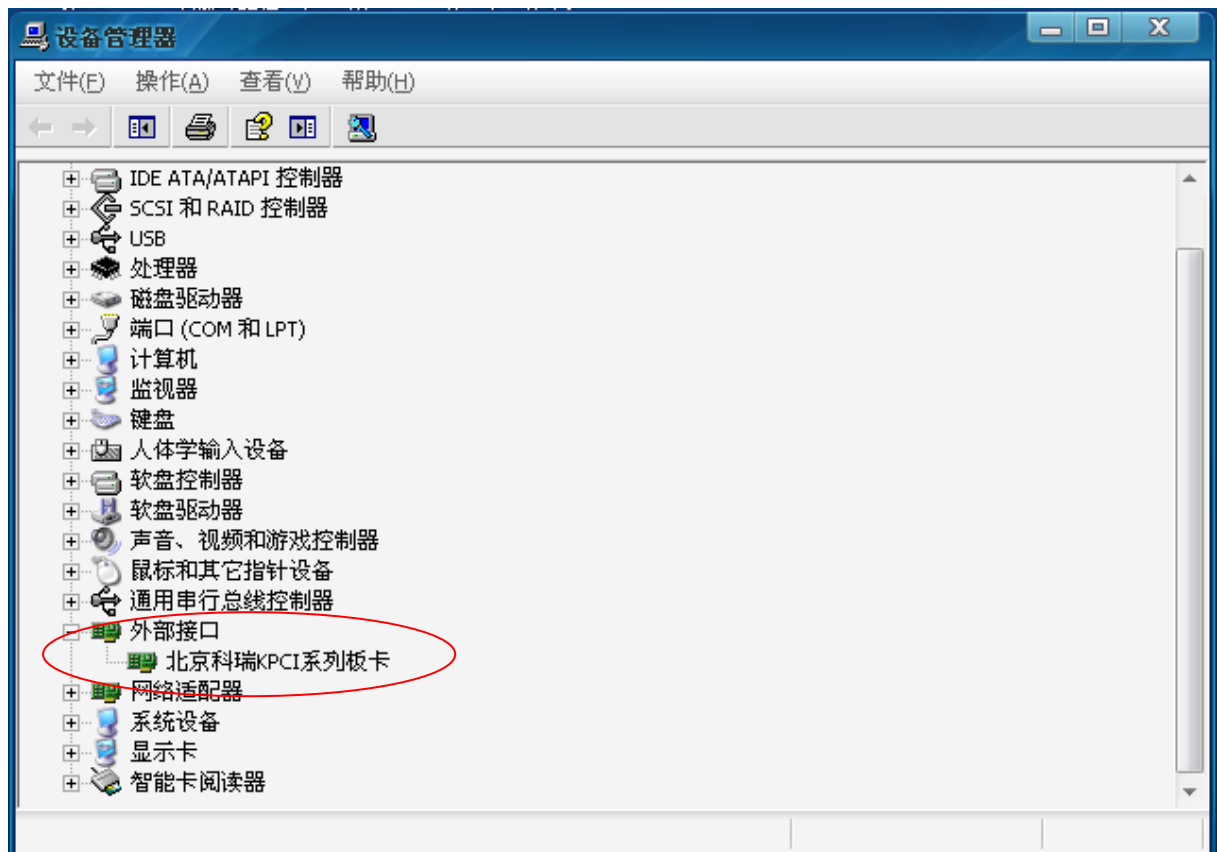 设备管理器
文件(F) 操作(A) 查看(V) 帮助(H)
IDE ATA/ATAPI 控制器
SCSI 和 RAID 控制器
USB
处理器
磁盘驱动器
端口 (COM 和 LPT)
计算机
监视器
键盘
人体学输入设备
软盘控制器
软盘驱动器
声音、视频和游戏控制器
鼠标和其它指针设备
通用串行总线控制器
外部接口
北京科瑞KPCI系列板卡
网络适配器
系统设备
显示卡
智能卡阅读器